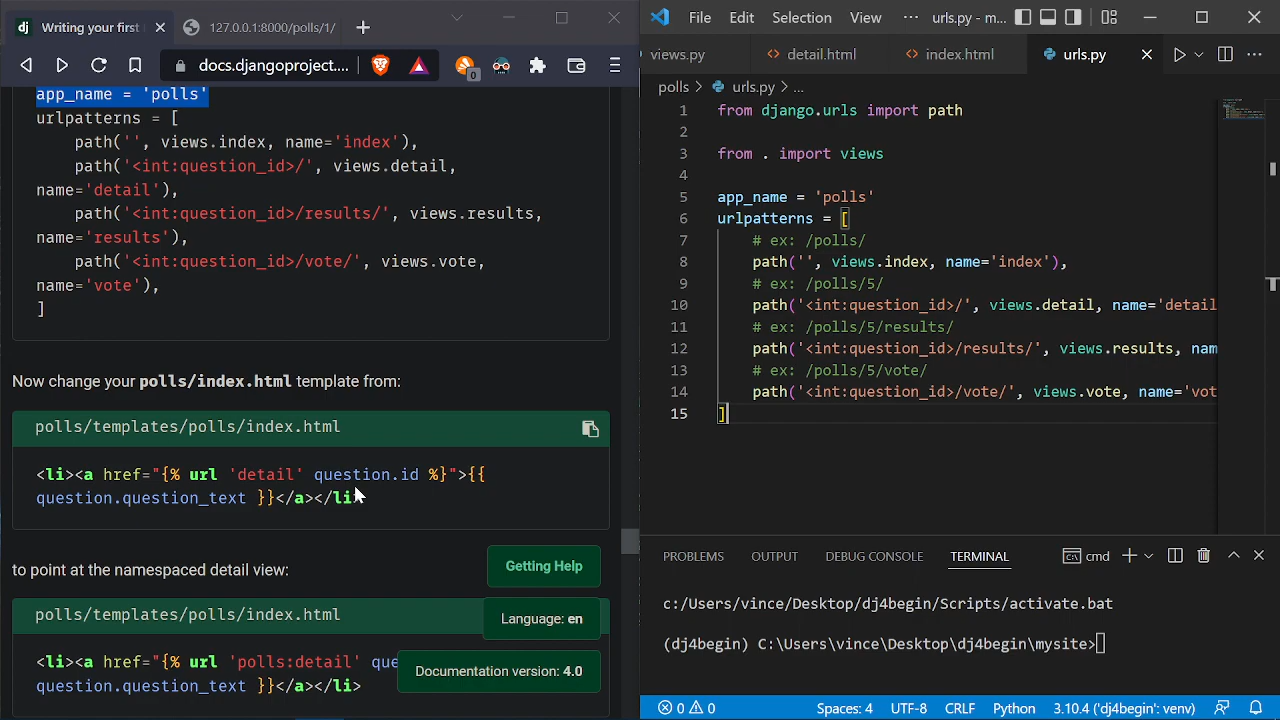 dj Writing your first
127.0.0.1:8000/polls/1/
docs.djangoproject....
0
app_name = 'polls'
urlpatterns = [
path('', views.index, name='index'),
path('<int:question_id>/', views.detail,
name='detail'),
path('<int:question_id>/results/', views.results,
name='results'),
path('<int:question_id>/vote/', views.vote,
name='vote'),
]
Now change your polls/index.html template from:
polls/templates/polls/index.html
<li><a href="{% url 'detail' question.id %}">{{
question.question_text }}</a></li>
to point at the namespaced detail view:
Getting Help
polls/templates/polls/index.html
Language: en
<li><a href="{% url 'polls:detail' que
question.question_text }}</a></li>
Documentation version: 4.0
File Edit Selection View ··· urls.py - m...
views.py
detail.html
index.html
urls.py
polls > urls.py > ...
1 from django.urls import path
2
3 from . import views
4
5 app_name = 'polls'
6 urlpatterns = [
7 # ex: /polls/
8 path('', views.index, name='index'),
9 # ex: /polls/5/
10 path('<int:question_id>/', views.detail, name='detail
11 # ex: /polls/5/results/
12 path('<int:question_id>/results/', views.results, nam
13 # ex: /polls/5/vote/
14 path('<int:question_id>/vote/', views.vote, name='vot
15 ]
PROBLEMS OUTPUT DEBUG CONSOLE TERMINAL cmd
c:/Users/vince/Desktop/dj4begin/Scripts/activate.bat
(dj4begin) C:\Users\vince\Desktop\dj4begin\mysite>
0 0 Spaces: 4 UTF-8 CRLF Python 3.10.4 ('dj4begin': venv)